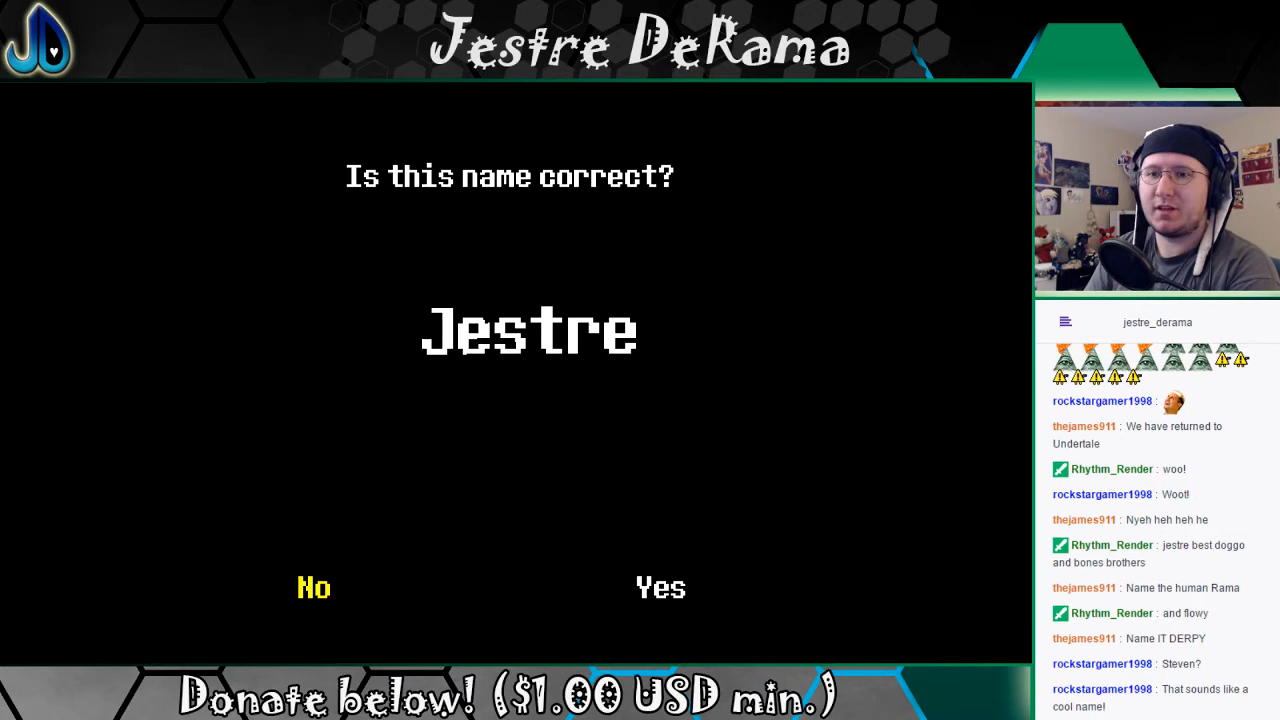 JD
Jestre DeRama
Is this name correct?
Jestre
No
Yes
jestre_derama
rockstargamer1998 :
thejames911 : We have returned to
Undertale
Rhythm_Render : woo!
rockstargamer1998 : Woot!
thejames911 : Nyeh heh heh he
Rhythm_Render : jestre best doggo
and bones brothers
thejames911 : Name the human Rama
Rhythm_Render : and flowy
thejames911 : Name IT DERPY
rockstargamer1998 : Steven?
rockstargamer1998 : That sounds like a
cool name!
Donate below! ($1.00 USD min.)